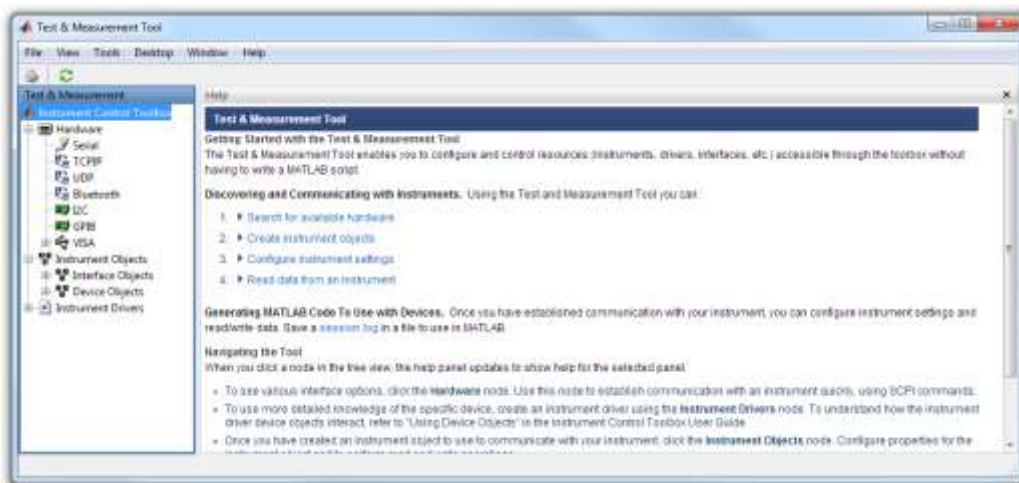 Test & Measurement Tool
File View Tools Desktop Window Help
Test & Measurement
Instrument Control Toolbox
Hardware
Serial
TCPIP
UDP
Bluetooth
I2C
GPIB
VISA
Instrument Objects
Interface Objects
Device Objects
Instrument Drivers
Help
Test & Measurement Tool
Getting Started with the Test & Measurement Tool
The Test & Measurement Tool enables you to configure and control resources (instruments, drivers, interfaces, etc.) accessible through the toolbox without
having to write a MATLAB script.
Discovering and Communicating with Instruments. Using the Test and Measurement Tool you can:
1. Search for available hardware
2. Create instrument objects
3. Configure instrument settings
4. Read data from an instrument
Generating MATLAB Code To Use with Devices. Once you have established communication with your instrument, you can configure instrument settings and
read/write data. Save a session log in a file to use in MATLAB.
Navigating the Tool
When you click a node in the tree view, the help panel updates to show help for the selected panel.
• To see various interface options, click the Hardware node. Use this node to establish communication with an instrument quickly, using SCPI commands.
• To use more detailed knowledge of the specific device, create an instrument driver using the Instrument Drivers node. To understand how the instrument
driver device objects interact, refer to "Using Device Objects" in the Instrument Control Toolbox User Guide.
• Once you have created an instrument object to use to communicate with your instrument, click the Instrument Objects node. Configure properties for the